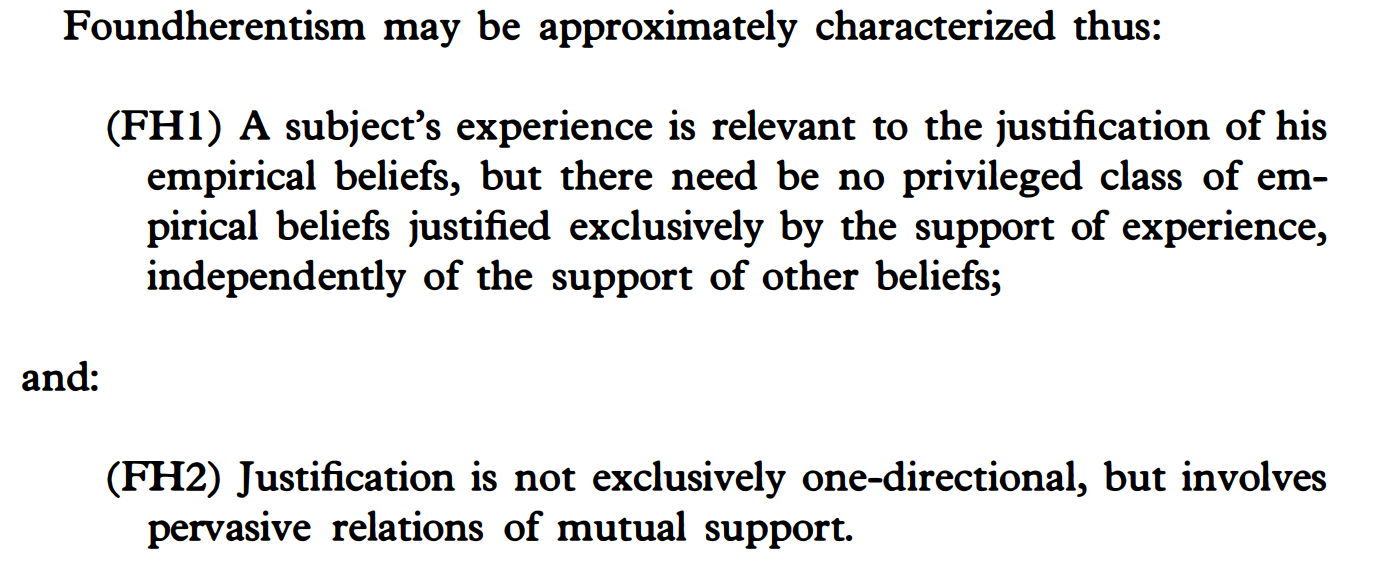 Foundherentism may be approximately characterized thus:
(FH1) A subject’s experience is relevant to the justification of his
empirical beliefs, but there need be no privileged class of em-
pirical beliefs justified exclusively by the support of experience,
independently of the support of other beliefs;
and:
(FH2) Justification is not exclusively one-directional, but involves
pervasive relations of mutual support.